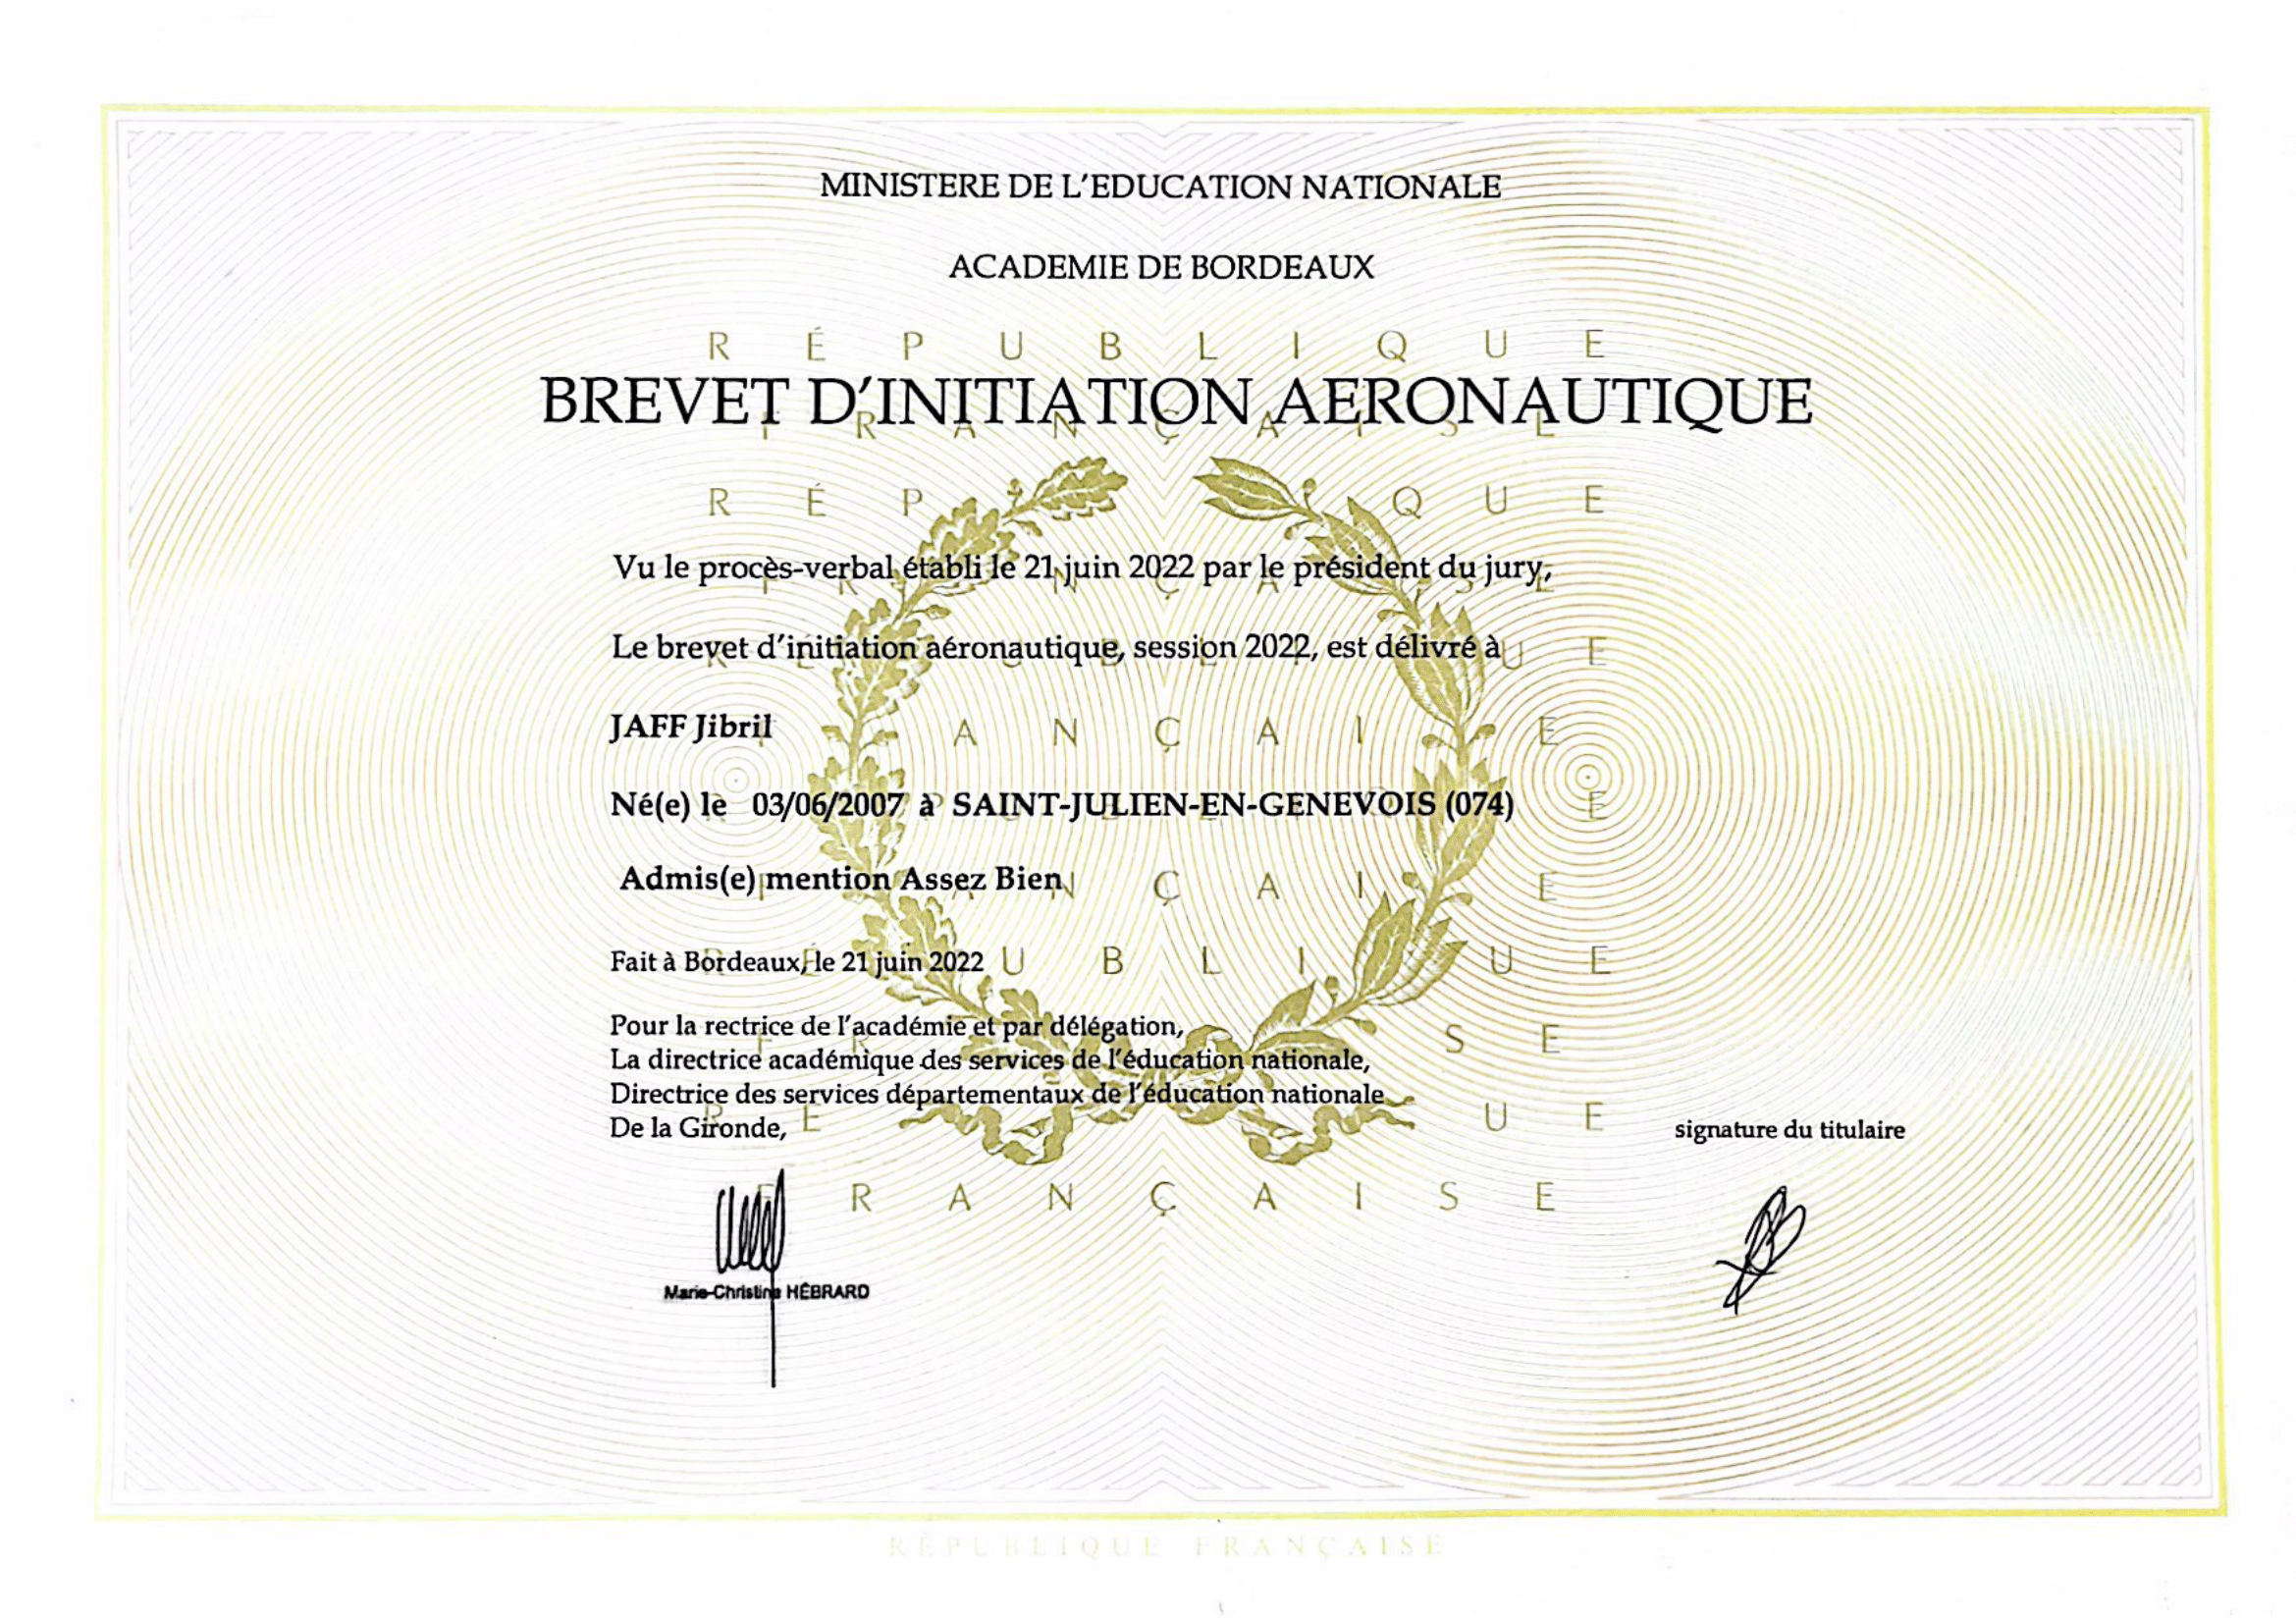 MINISTERE DE L'EDUCATION NATIONALE
ACADEMIE DE BORDEAUX
RÉPUBLIQUE
BREVET D'INITIATION AERONAUTIQUE
FRANÇAISE
Vu le procès-verbal établi le 21 juin 2022 par le président du jury,
Le brevet d'initiation aéronautique, session 2022, est délivré à
JAFF Jibril
Né(e) le 03/06/2007 à SAINT-JULIEN-EN-GENEVOIS (074)
Admis(e) mention Assez Bien
Fait à Bordeaux, le 21 juin 2022
Pour la rectrice de l'académie et par délégation,
La directrice académique des services de l'éducation nationale,
Directrice des services départementaux de l'éducation nationale
De la Gironde,
signature du titulaire
FRANÇAISE
Marie-Christine HÉBRARD
RÉPUBLIQUE FRANÇAISE